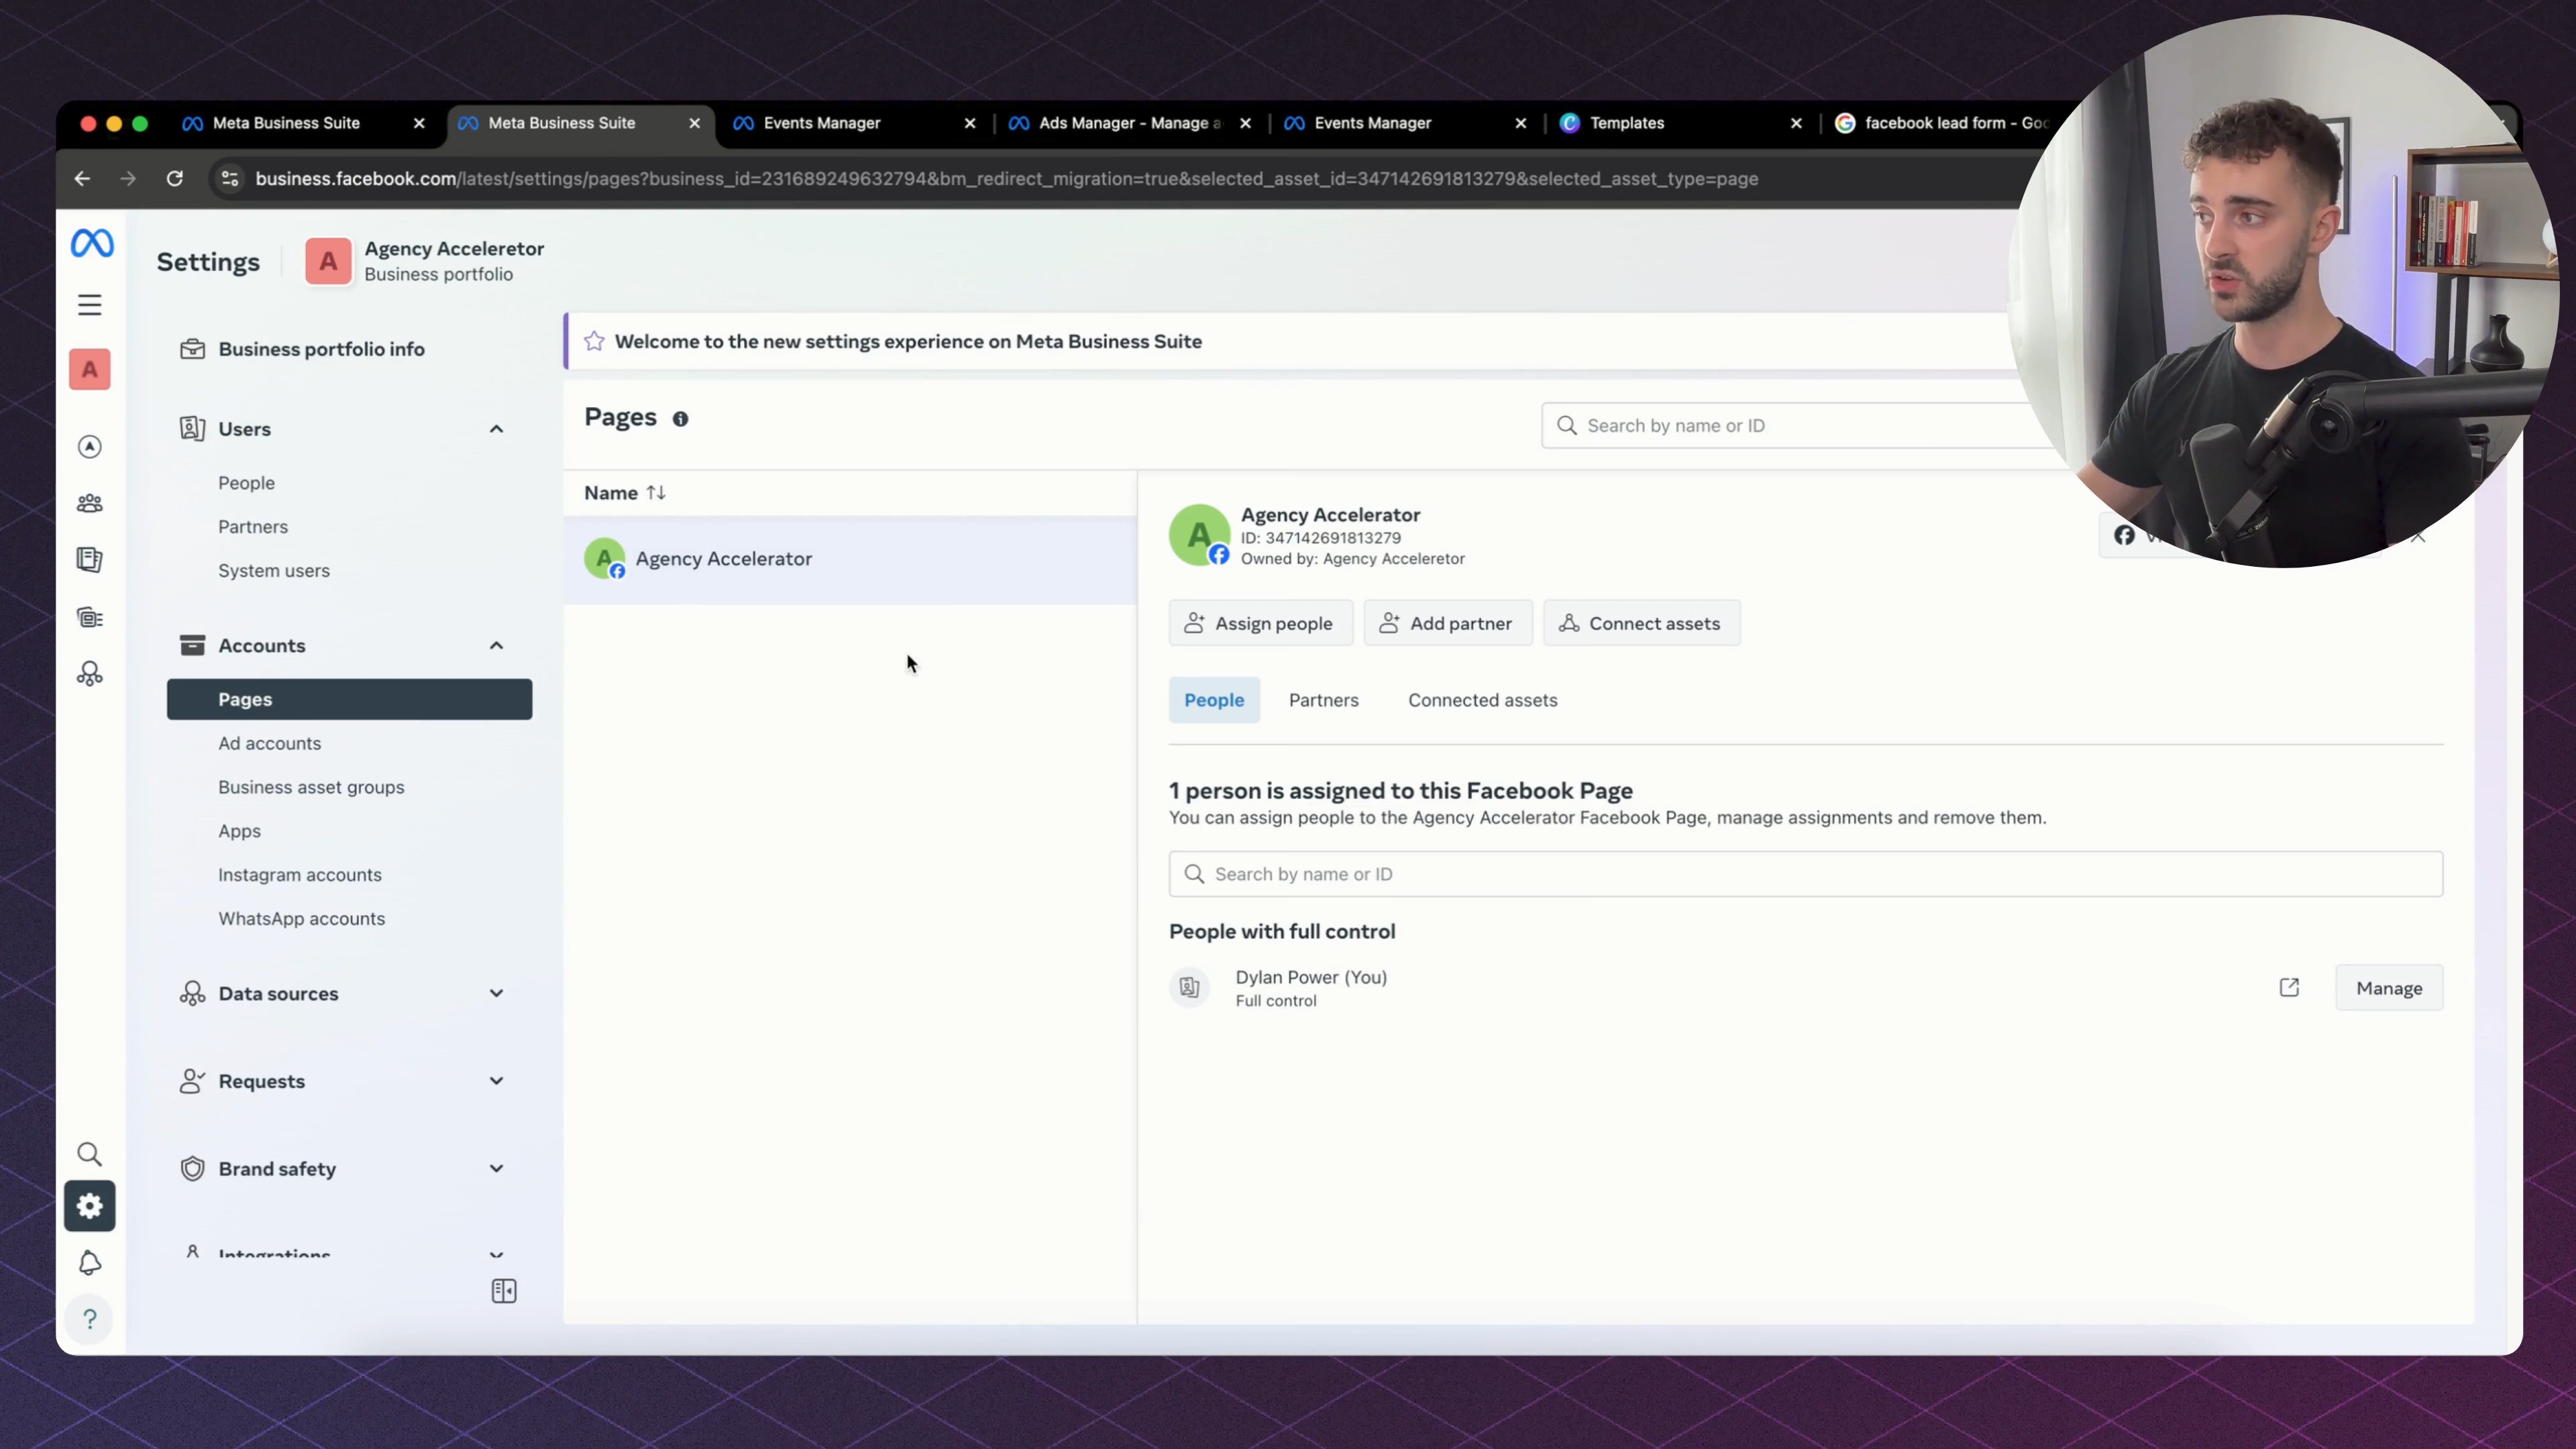 Meta Business Suite
Meta Business Suite
Events Manager
Ads Manager - Manage a
Events Manager
Templates
facebook lead form - Goo
business.facebook.com/latest/settings/pages?business_id=231689249632794&bm_redirect_migration=true&selected_asset_id=347142691813279&selected_asset_type=page
Settings
A
Agency Acceleretor
Business portfolio
A
Business portfolio info
Users
People
Partners
System users
Accounts
Pages
Ad accounts
Business asset groups
Apps
Instagram accounts
WhatsApp accounts
Data sources
Requests
Brand safety
Integrations
Welcome to the new settings experience on Meta Business Suite
Pages
Search by name or ID
Name
A
Agency Accelerator
A
Agency Accelerator
ID: 347142691813279
Owned by: Agency Acceleretor
Assign people
Add partner
Connect assets
People
Partners
Connected assets
1 person is assigned to this Facebook Page
You can assign people to the Agency Accelerator Facebook Page, manage assignments and remove them.
Search by name or ID
People with full control
Dylan Power (You)
Full control
Manage